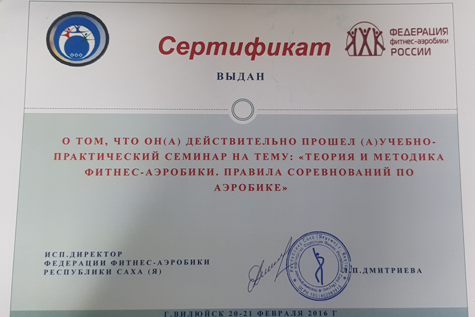 Сертификат
ФЕДЕРАЦИЯ
фитнес-аэробики
РОССИИ
ВЫДАН
О ТОМ, ЧТО ОН(А) ДЕЙСТВИТЕЛЬНО ПРОШЕЛ (А)УЧЕБНО-
ПРАКТИЧЕСКИЙ СЕМИНАР НА ТЕМУ: «ТЕОРИЯ И МЕТОДИКА
ФИТНЕС-АЭРОБИКИ. ПРАВИЛА СОРЕВНОВАНИЙ ПО
АЭРОБИКЕ»
ИСП.ДИРЕКТОР
ФЕДЕРАЦИИ ФИТНЕС-АЭРОБИКИ
РЕСПУБЛИКИ САХА (Я)
.П.ДМИТРИЕВА
Г.ВИЛЮЙСК 20-21 ФЕВРАЛЯ 2016 Г